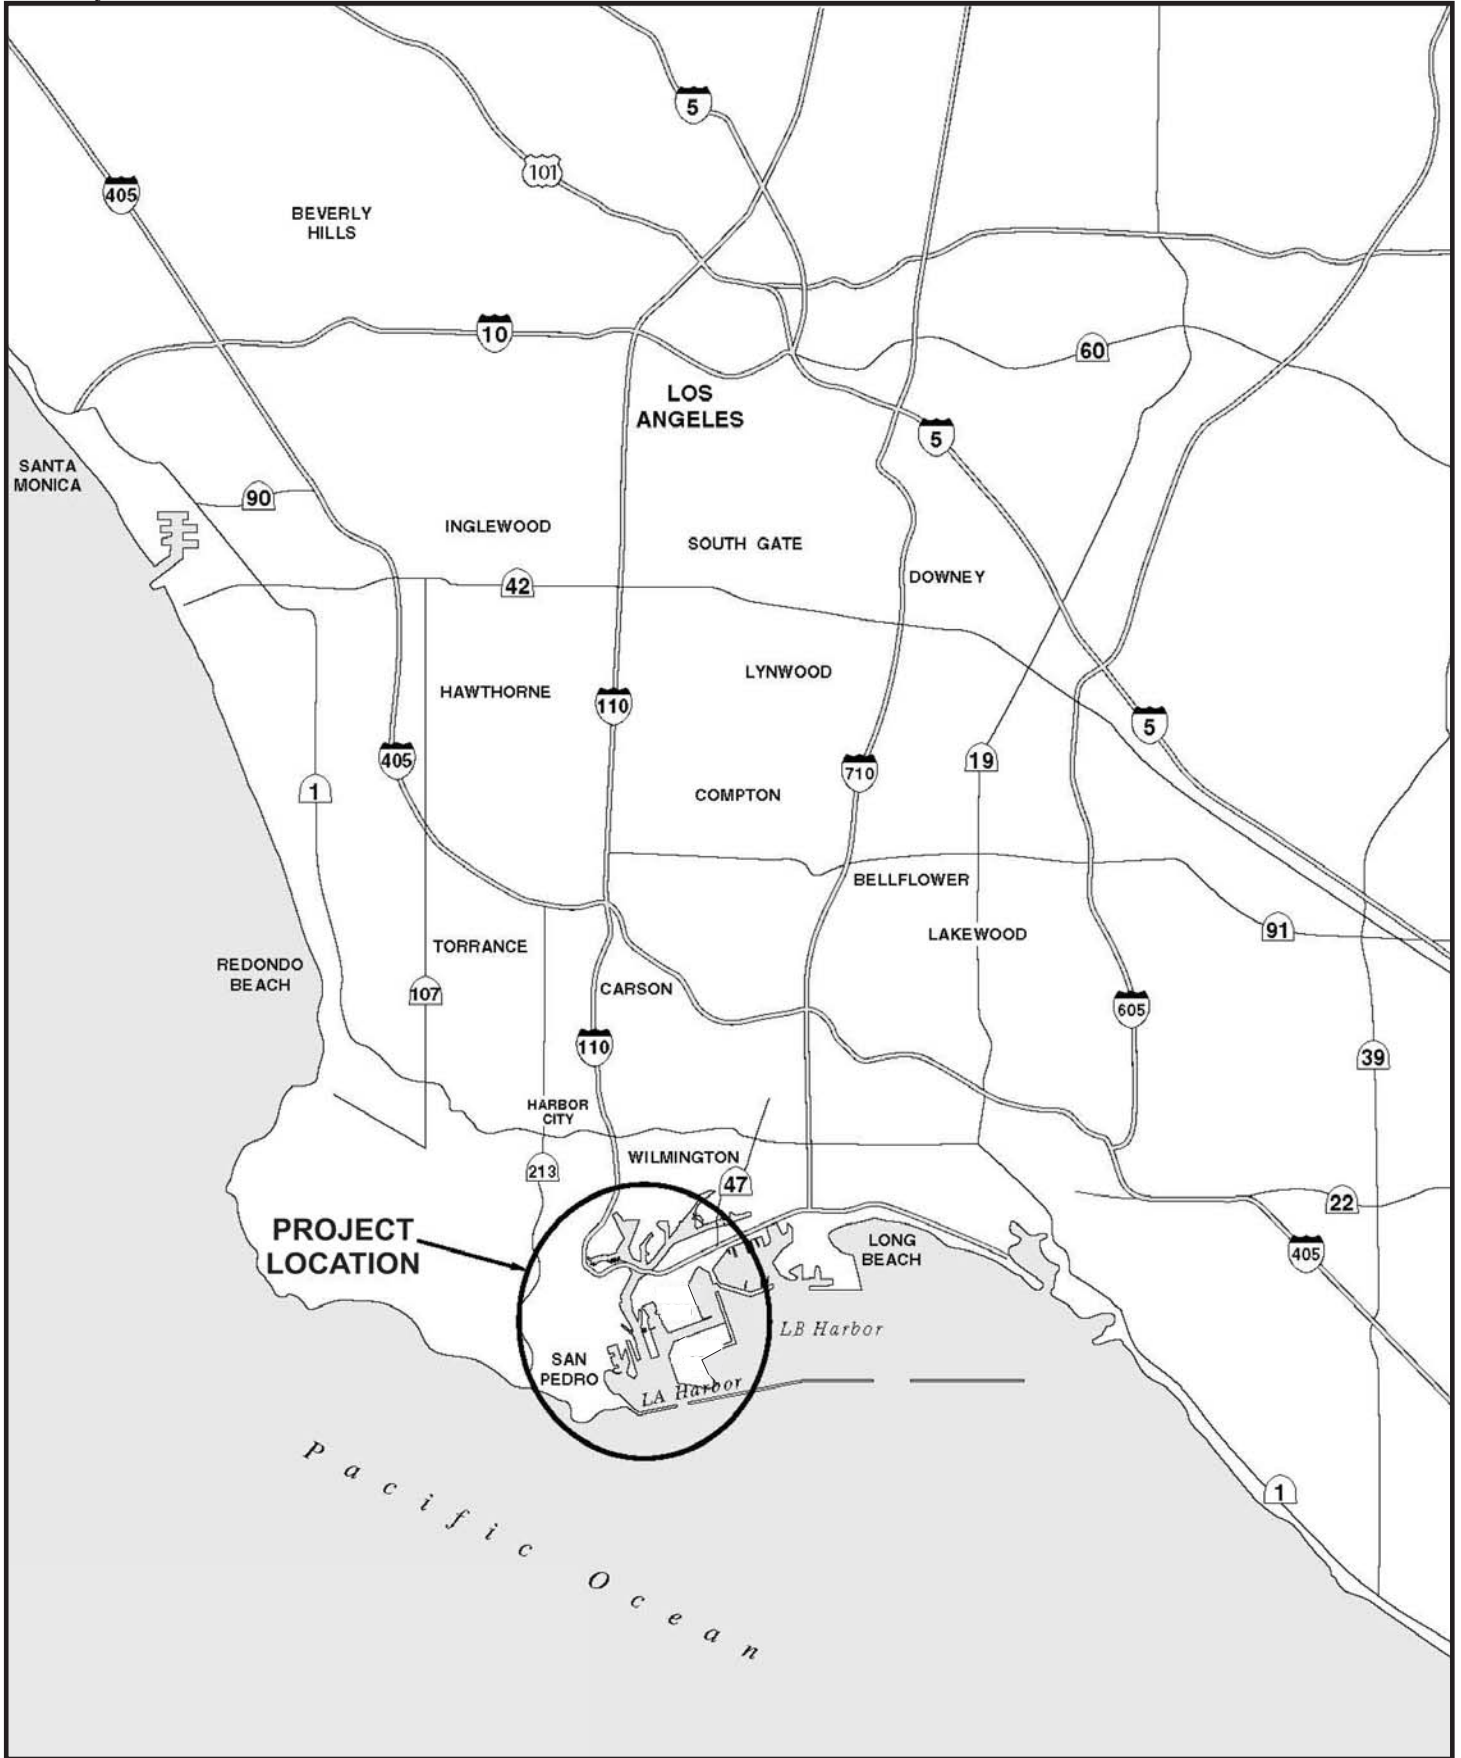 5
101
405
BEVERLY
HILLS
10
60
LOS
ANGELES
5
SANTA
MONICA
90
INGLEWOOD
SOUTH GATE
DOWNEY
42
LYNWOOD
HAWTHORNE
110
5
405
19
710
1
COMPTON
BELLFLOWER
91
LAKEWOOD
TORRANCE
REDONDO
BEACH
CARSON
107
605
110
39
HARBOR
CITY
WILMINGTON
213
47
22
PROJECT
LOCATION
LONG
BEACH
405
LB Harbor
SAN
PEDRO
LA Harbor
Pacific Ocean
1